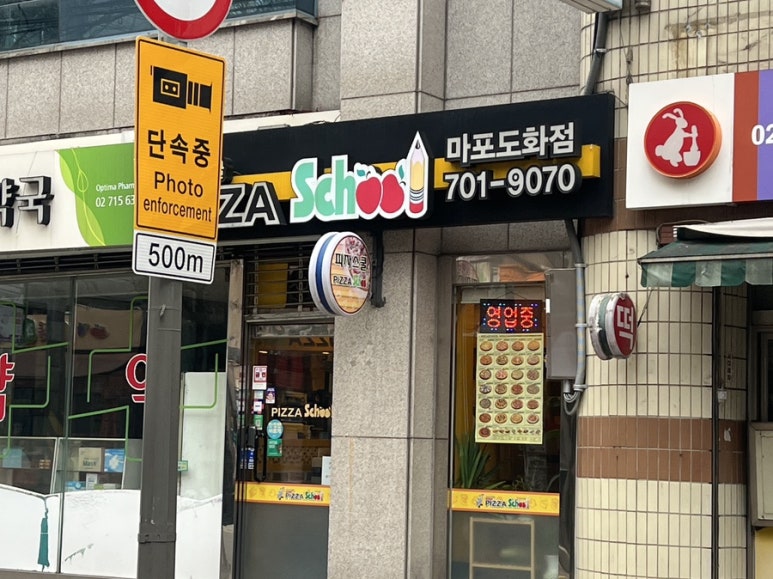 단속중
Photo
enforcement
500m
약국
Optima Pharm
02 715 63
ZZA School
마포도화점
701-9070
02
피자스쿨
PIZZA School
영업중
떡
PIZZA School
약
PIZZA School
PIZZA School